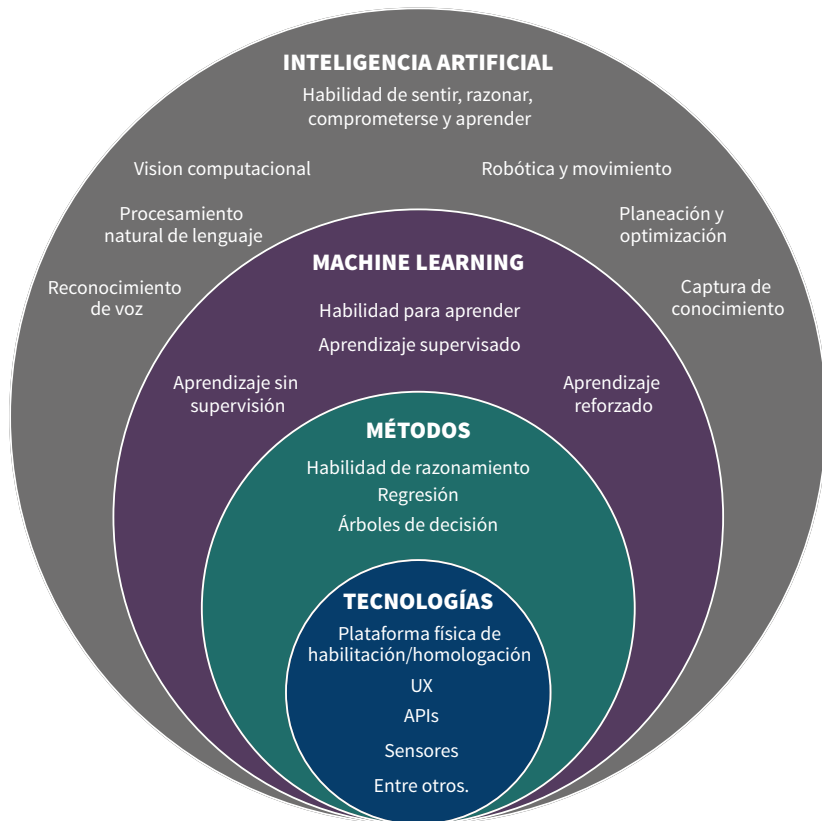 INTELIGENCIA ARTIFICIAL
Habilidad de sentir, razonar,
comprometerse y aprender
Vision computacional
Robótica y movimiento
Procesamiento
natural de lenguaje
Planeación y
optimización
Reconocimiento
de voz
Captura de
conocimiento
MACHINE LEARNING
Habilidad para aprender
Aprendizaje supervisado
Aprendizaje sin
supervisión
Aprendizaje
reforzado
MÉTODOS
Habilidad de razonamiento
Regresión
Árboles de decisión
TECNOLOGÍAS
Plataforma física de
habilitación/homologación
UX
APIs
Sensores
Entre otros.